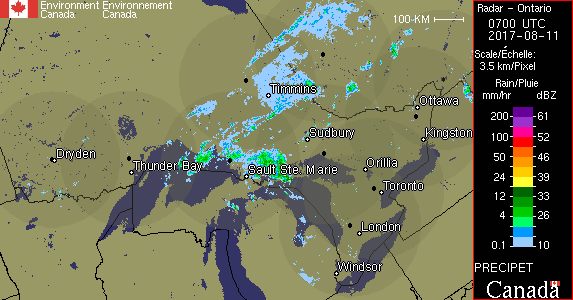 Environment Environnement
Canada Canada
100-KM
Timmins
Ottawa
Sudbury
Kingston
Dryden
Thunder Bay
Orillia
Sault Ste. Marie
Toronto
London
Windsor
Radar - Ontario
0700 UTC
2017-08-11
Scale/Échelle:
3.5 km/Pixel
Rain/Pluie
mm/hr dBZ
200 61
100 52
50 46
24 39
12 34
4 26
0.1 10
PRECIPET
Canada